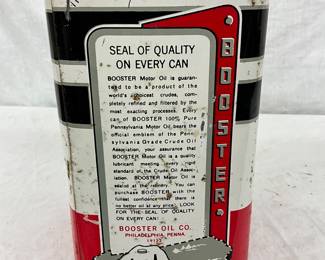 SEAL OF QUALITY
ON EVERY CAN
BOOSTER Motor Oil is guaran-
teed to be a product of the
world's choicest crudes, com-
pletely refined and filtered by the
most exacting processes. Every
can of BOOSTER 100% Pure
Pennsylvania Motor Oil bears the
official emblem of the Penn-
sylvania Grade Crude Oil
Association, your assurance that
BOOSTER Motor Oil is a quality
lubricant meeting every rigid
standard of the Crude Oil Asso-
ciation. BOOSTER Motor Oil is
sealed at the refinery. You can
purchase BOOSTER with the
fullest confidence that there is
no better oil at any price. LOOK
FOR THE SEAL OF QUALITY
ON EVERY CAN!
BOOSTER OIL CO.
PHILADELPHIA, PENNA.
BOOSTER